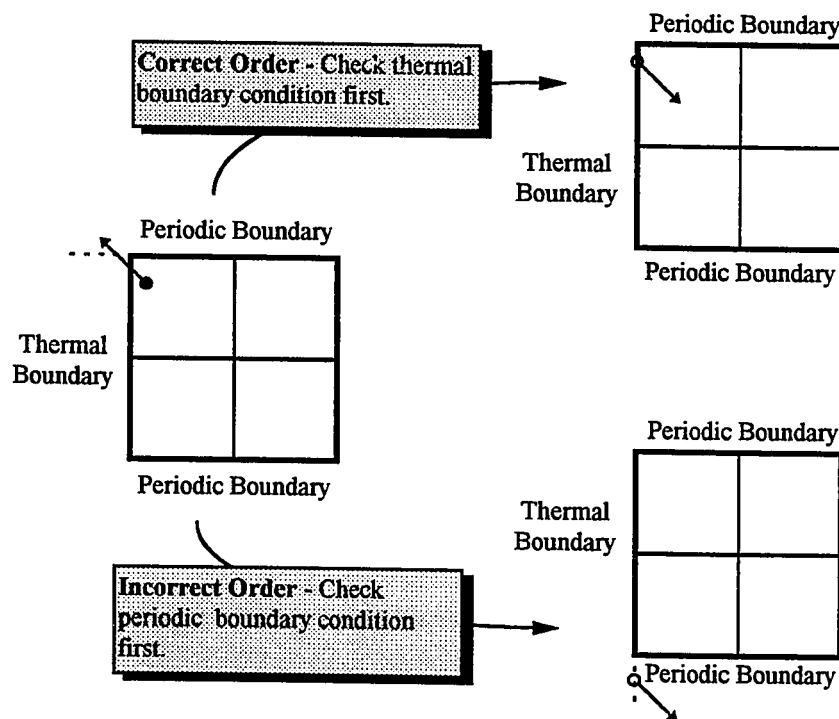 Correct Order - Check thermal
boundary condition first.
Periodic Boundary
Thermal
Boundary
Periodic Boundary
Periodic Boundary
Thermal
Boundary
Periodic Boundary
Periodic Boundary
Thermal
Boundary
Periodic Boundary
Incorrect Order - Check
periodic boundary condition
first.